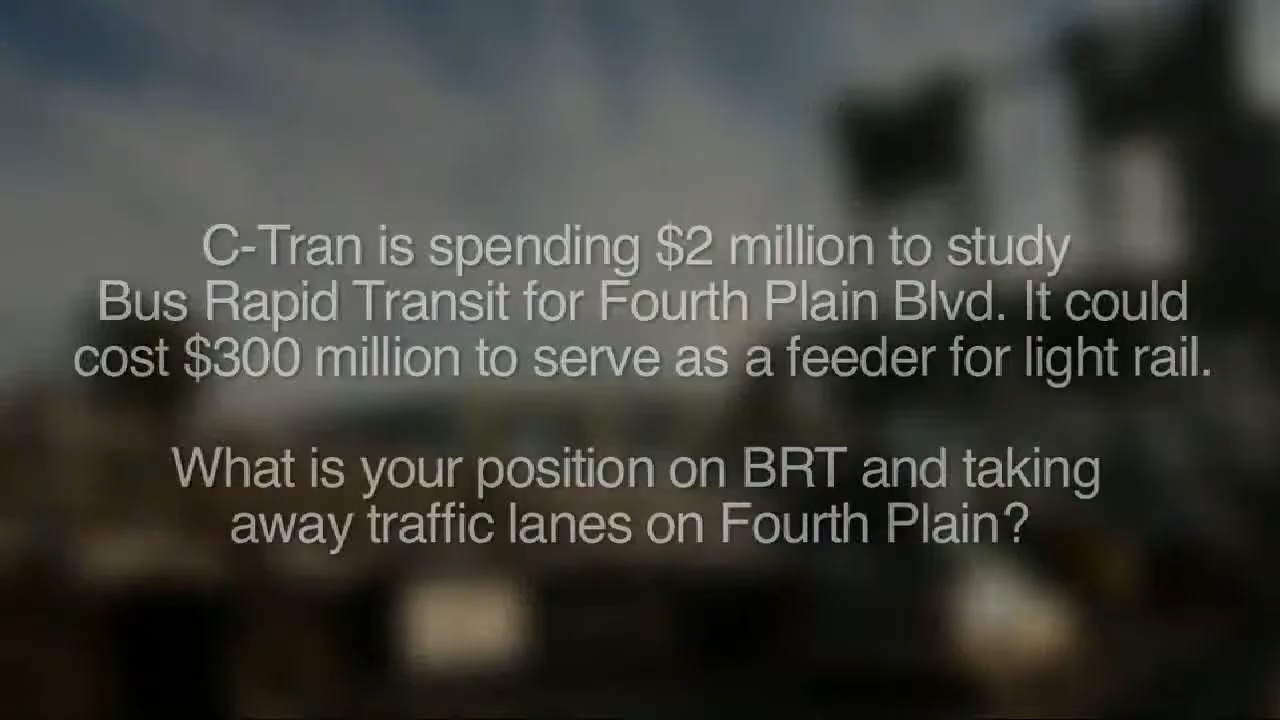 C-Tran is spending $2 million to study
Bus Rapid Transit for Fourth Plain Blvd. It could
cost $300 million to serve as a feeder for light rail.
What is your position on BRT and taking
away traffic lanes on Fourth Plain?